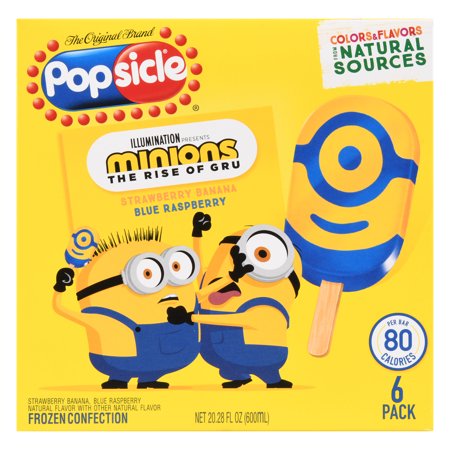 The Original Brand
Popsicle
®
COLORS & FLAVORS
FROM
NATURAL
SOURCES
ILLUMINATION PRESENTS
minions
THE RISE OF GRU
STRAWBERRY BANANA
BLUE RASPBERRY
PER BAR
80
CALORIES
6
PACK
STRAWBERRY BANANA, BLUE RASPBERRY
NATURAL FLAVOR WITH OTHER NATURAL FLAVOR
FROZEN CONFECTION
NET 20.28 FL OZ (600mL)